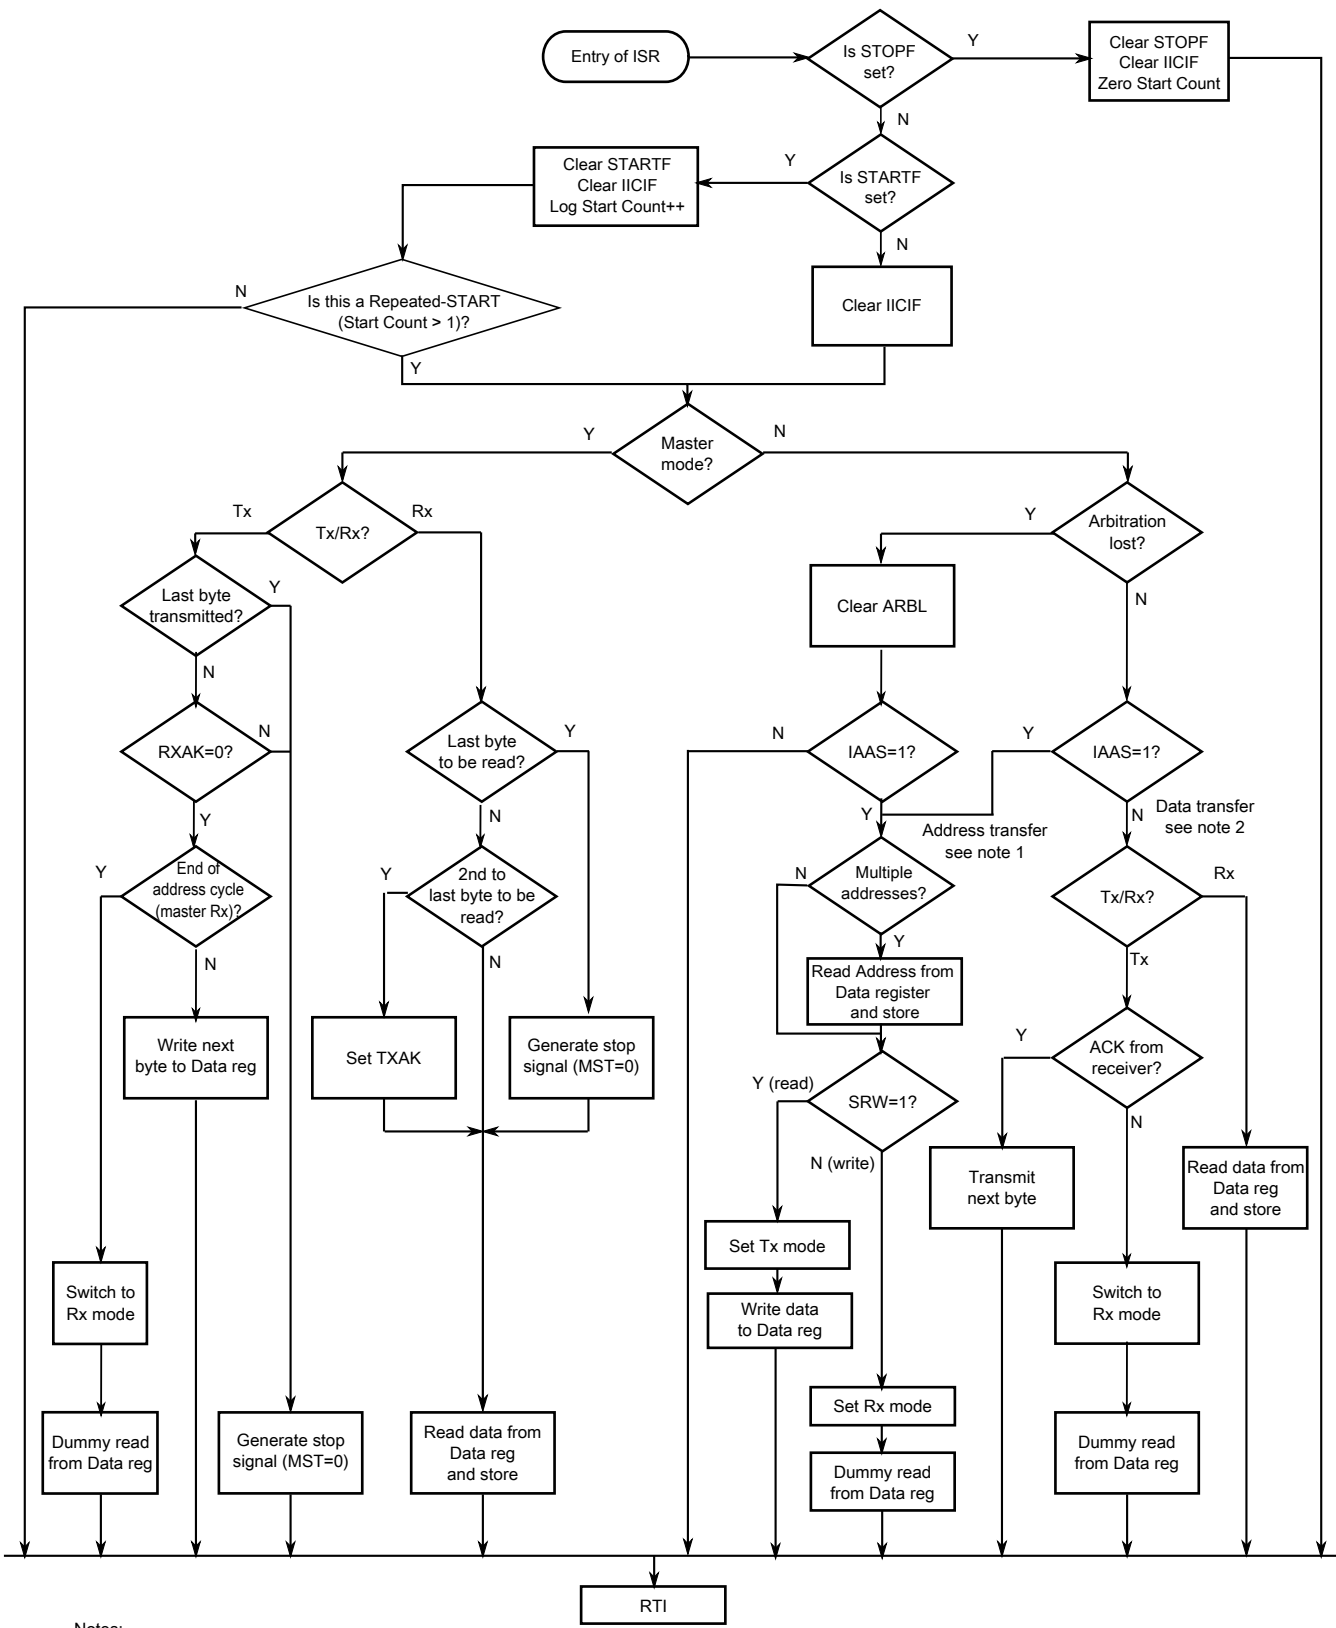 Entry of ISR
Is STOPF
set?
Y
Clear STOPF
Clear IICIF
Zero Start Count
N
Clear STARTF
Clear IICIF
Log Start Count++
Y
Is STARTF
set?
N
N
Is this a Repeated-START
(Start Count > 1)?
Y
Clear IICIF
Y
Master
mode?
N
Tx
Tx/Rx?
Rx
Y
Arbitration
lost?
N
Last byte
transmitted?
Y
N
Clear ARBL
RXAK=0?
N
Y
Last byte
to be read?
Y
N
N
IAAS=1?
Y
Y
IAAS=1?
N
Address transfer
see note 1
Data transfer
see note 2
Y
End of
address cycle
(master Rx)?
N
Y
2nd to
last byte to be
read?
N
N
Multiple
addresses?
Y
Tx/Rx?
Rx
Tx
Read Address from
Data register
and store
Write next
byte to Data reg
Set TXAK
Generate stop
signal (MST=0)
Y
ACK from
receiver?
N
Y (read)
SRW=1?
N (write)
Transmit
next byte
Read data from
Data reg
and store
Set Tx mode
Write data
to Data reg
Switch to
Rx mode
Switch to
Rx mode
Set Rx mode
Dummy read
from Data reg
Generate stop
signal (MST=0)
Read data from
Data reg
and store
Dummy read
from Data reg
Dummy read
from Data reg
RTI
Notes: